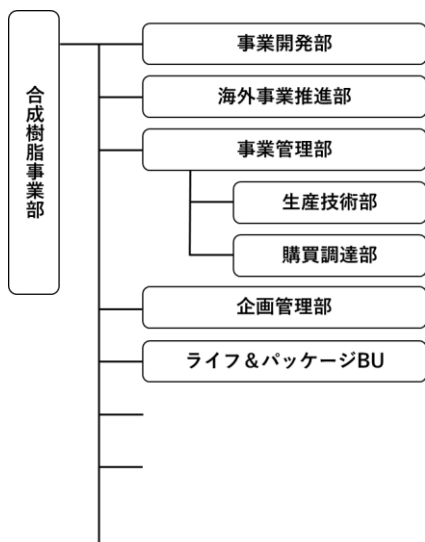 合成樹脂事業部
事業開発部
海外事業推進部
事業管理部
生産技術部
購買調達部
企画管理部
ライフ＆パッケージBU